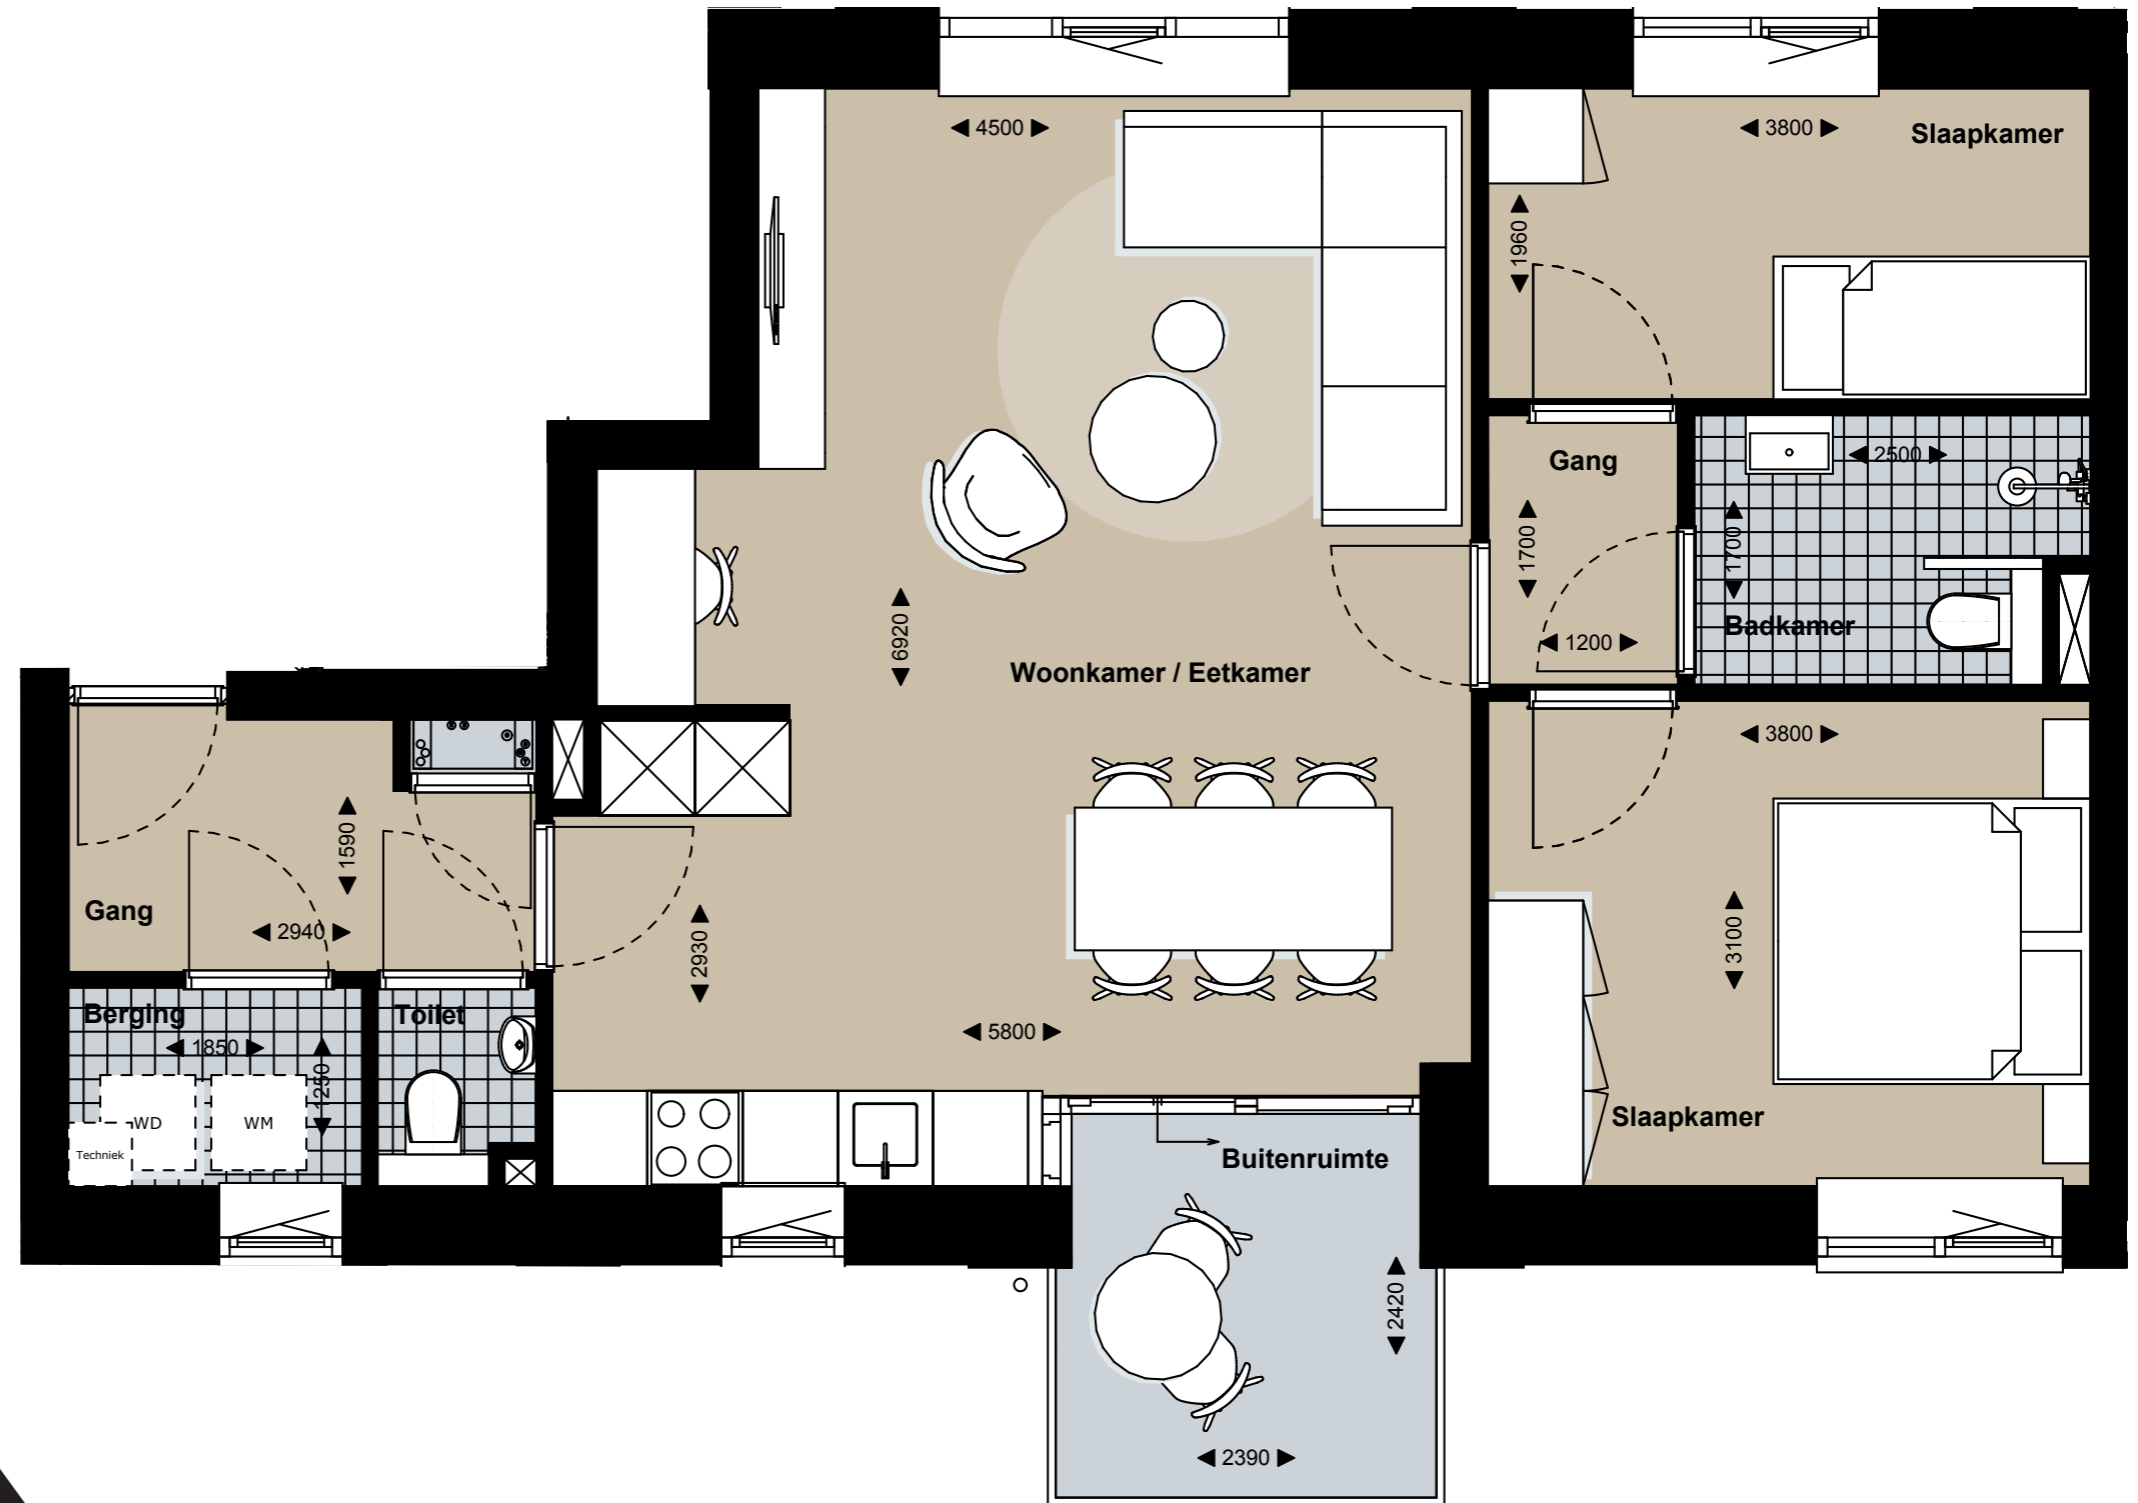 4500
3800
Slaapkamer
1960
Gang
2500
1700
1700
Badkamer
1200
6920
Woonkamer / Eetkamer
3800
1590
Gang
2940
2930
3100
Berging
Toilet
1850
1250
5800
WD
WM
Techniek
Slaapkamer
Buitenruimte
2420
2390